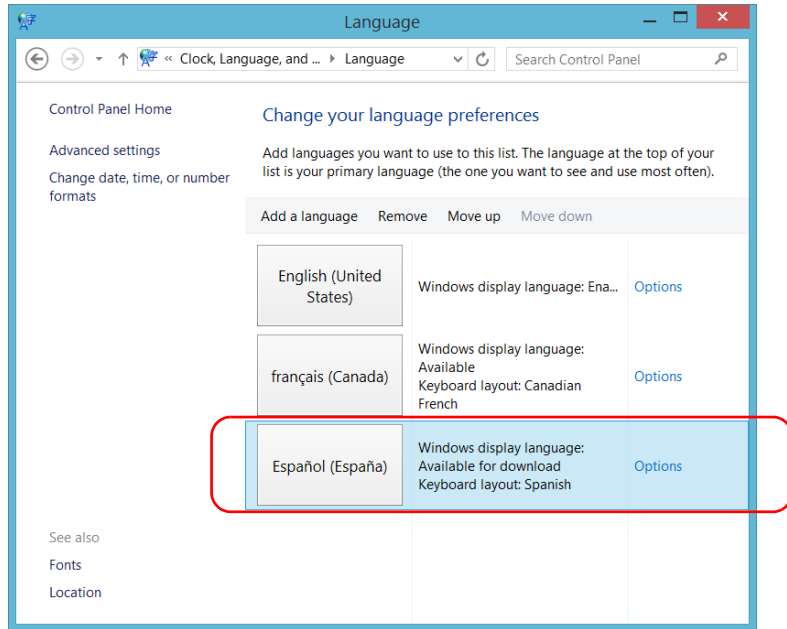 Language
« Clock, Language, and ... Language
Search Control Panel
Control Panel Home
Advanced settings
Change date, time, or number
formats
See also
Fonts
Location
Change your language preferences
Add languages you want to use to this list. The language at the top of your
list is your primary language (the one you want to see and use most often).
Add a language Remove Move up Move down
English (United
States)
Windows display language: Ena...
Options
français (Canada)
Windows display language:
Available
Keyboard layout: Canadian
French
Options
Español (España)
Windows display language:
Available for download
Keyboard layout: Spanish
Options